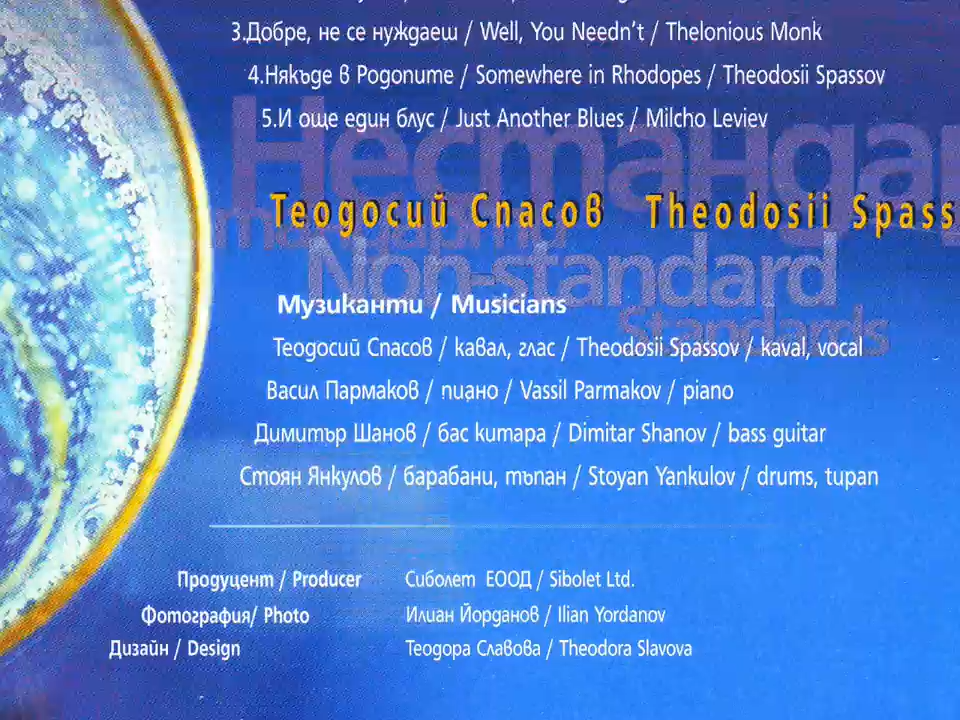 3.Добре, не се нуждаеш / Well, You Needn't / Thelonious Monk
4.Някъде в Родопите / Somewhere in Rhodopes / Theodosii Spassov
5.И още един блус / Just Another Blues / Milcho Leviev
Нестандар
Теодосий Спасов Theodosii Spass
Non-standard
Музиканти / Musicians
Standards
Теодосий Спасов / кавал, глас / Theodosii Spassov / kaval, vocal
Васил Пармаков / пиано / Vassil Parmakov / piano
Димитър Шанов / бас китара / Dimitar Shanov / bass guitar
Стоян Янкулов / барабани, тъпан / Stoyan Yankulov / drums, tupan
Продуцент / Producer Сиболет ЕООД / Sibolet Ltd.
Фотография/ Photo Илиан Йорданов / Ilian Yordanov
Дизайн / Design Теодора Славова / Theodora Slavova